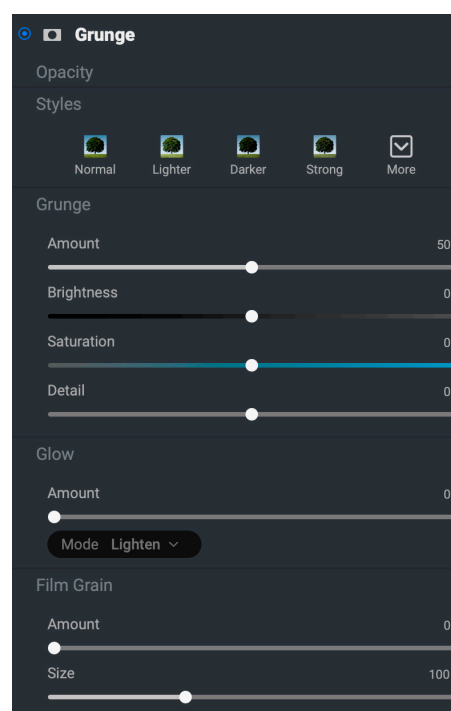 Grunge
Opacity
Styles
Normal Lighter Darker Strong More
Grunge
Amount 50
Brightness 0
Saturation 0
Detail 0
Glow
Amount 0
Mode Lighten
Film Grain
Amount 0
Size 100